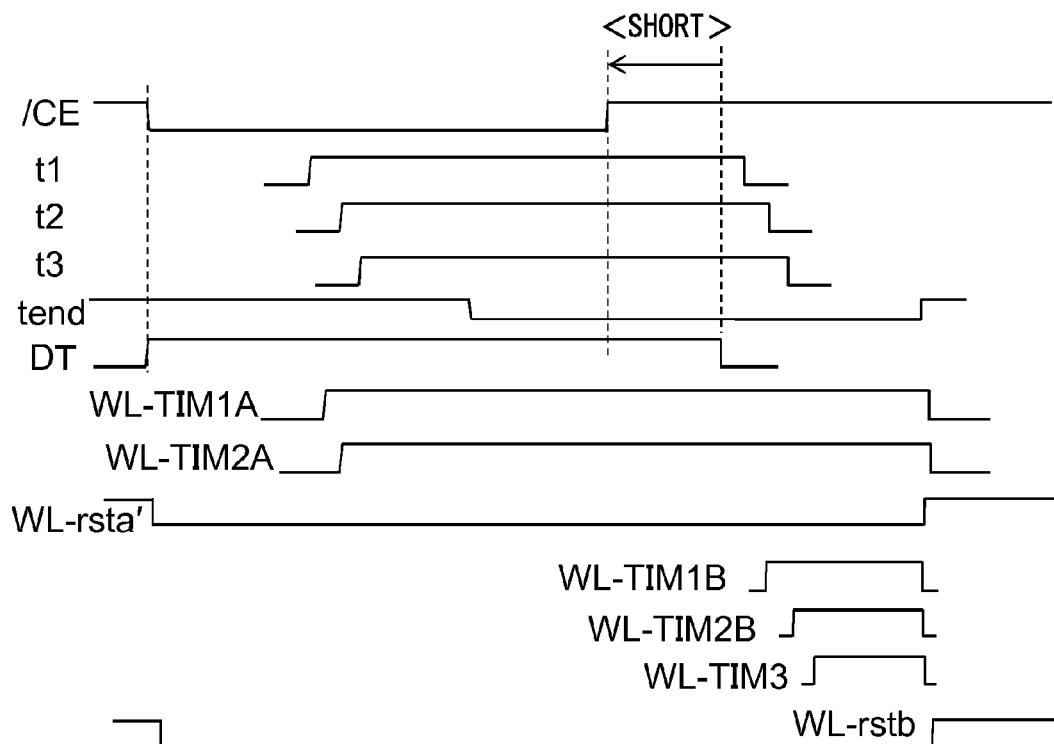 <SHORT>
/CE
t1
t2
t3
tend
DT
WL-TIM1A
WL-TIM2A
WL-rsta′
WL-TIM1B
WL-TIM2B
WL-TIM3
WL-rstb